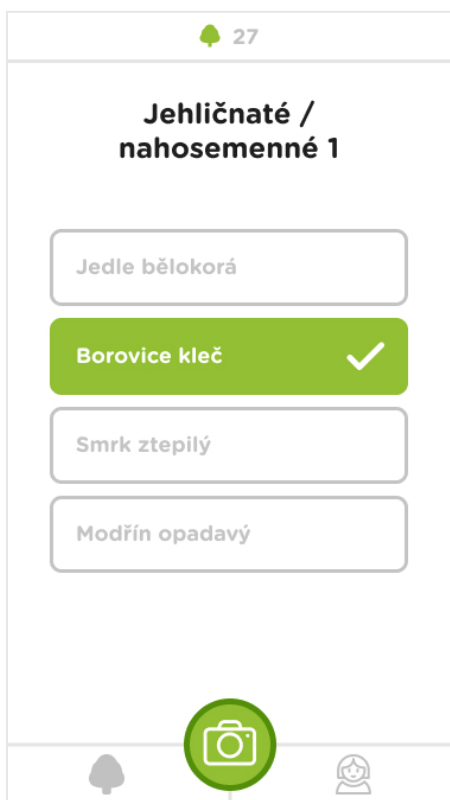 27
Jehličnaté /
nahosemenné 1
Jedle bělokorá
Borovice kleč
Smrk ztepilý
Modřín opadavý